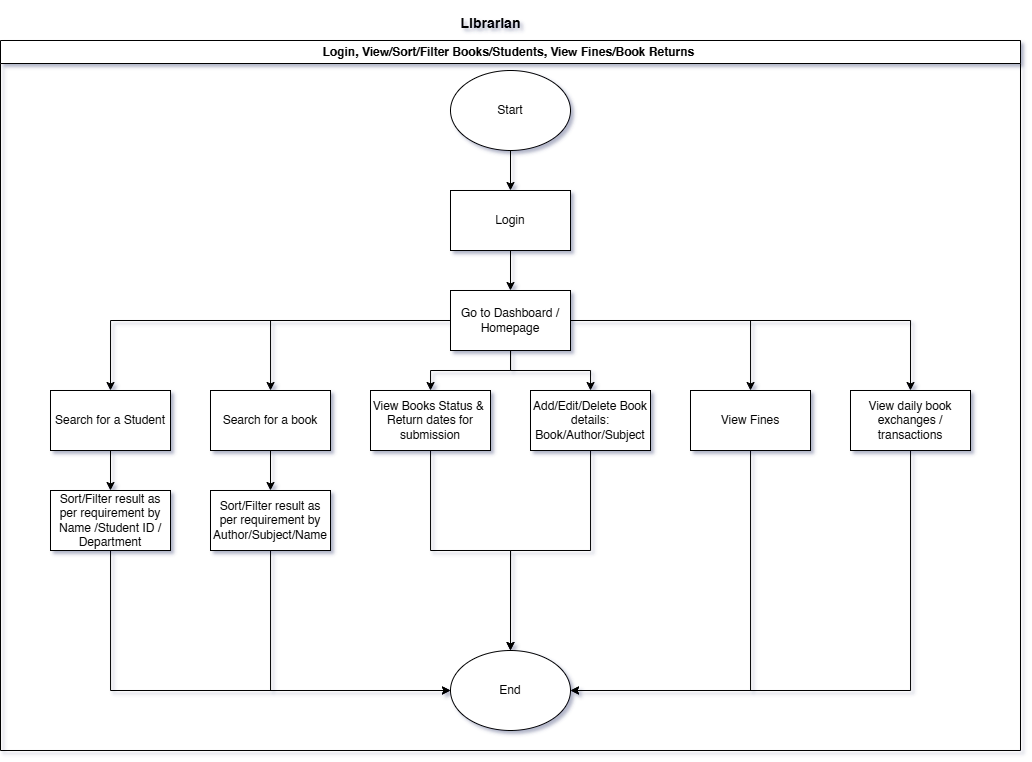 Librarian
Login, View/Sort/Filter Books/Students, View Fines/Book Returns
Start
Login
Go to Dashboard /
Homepage
Search for a Student
Search for a book
View Books Status &
Return dates for
submission
Add/Edit/Delete Book
details:
Book/Author/Subject
View Fines
View daily book
exchanges /
transactions
Sort/Filter result as
per requirement by
Name /Student ID /
Department
Sort/Filter result as
per requirement by
Author/Subject/Name
End